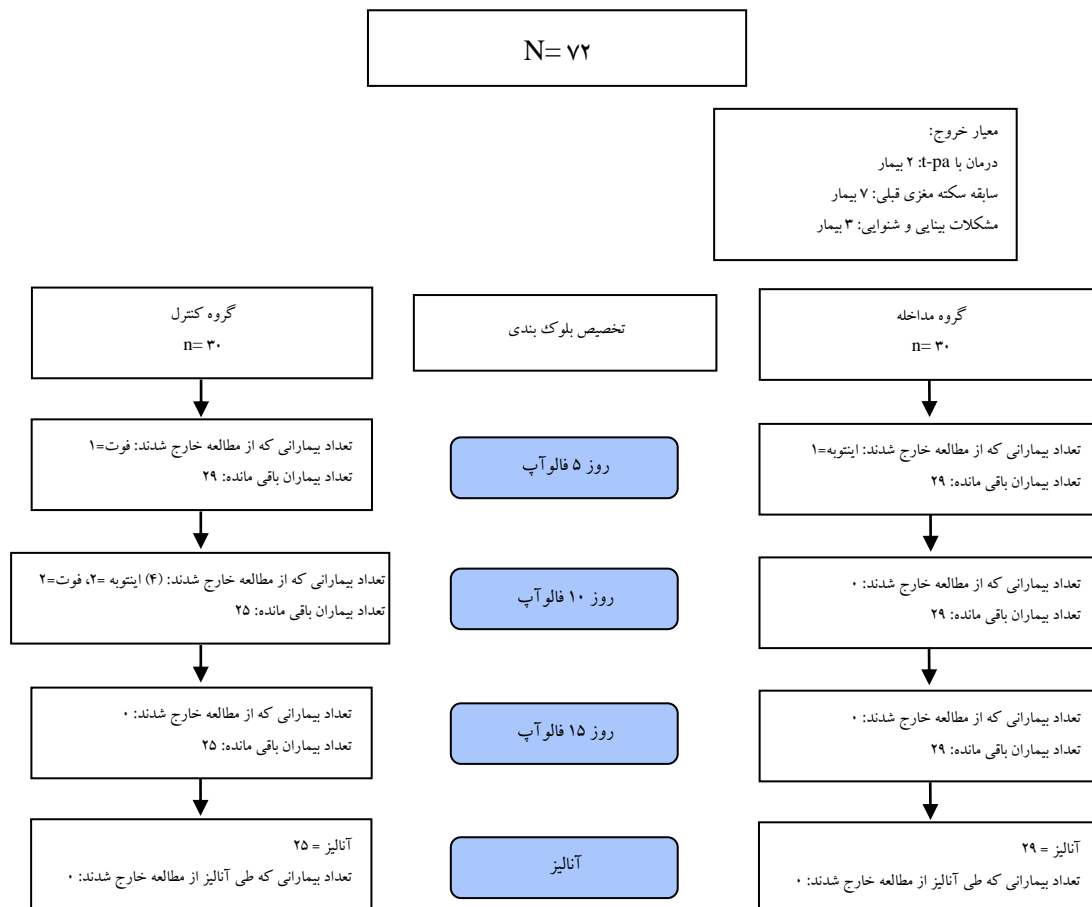 N= ۷۲
معیار خروج:
درمان با t-pa: ۲ بیمار
سابقه سکته مغزی قبلی: ۷ بیمار
مشکلات بینایی و شنوایی: ۳ بیمار
گروه مداخله
n= ۳۰
تخصیص بلوک بندی
گروه کنترل
n= ۳۰
تعداد بیمارانی که از مطالعه خارج شدند: اینتوبه=۱
تعداد بیماران باقی مانده: ۲۹
روز ۵ فالوآپ
تعداد بیمارانی که از مطالعه خارج شدند: فوت=۱
تعداد بیماران باقی مانده: ۲۹
تعداد بیمارانی که از مطالعه خارج شدند: ۰
تعداد بیماران باقی مانده: ۲۹
روز ۱۰ فالوآپ
تعداد بیمارانی که از مطالعه خارج شدند: (۴) اینتوبه =۲، فوت=۲
تعداد بیماران باقی مانده: ۲۵
تعداد بیمارانی که از مطالعه خارج شدند: ۰
تعداد بیماران باقی مانده: ۲۹
روز ۱۵ فالوآپ
تعداد بیمارانی که از مطالعه خارج شدند: ۰
تعداد بیماران باقی مانده: ۲۵
آنالیز = ۲۹
تعداد بیمارانی که طی آنالیز از مطالعه خارج شدند: ۰
آنالیز
آنالیز = ۲۵
تعداد بیمارانی که طی آنالیز از مطالعه خارج شدند: ۰